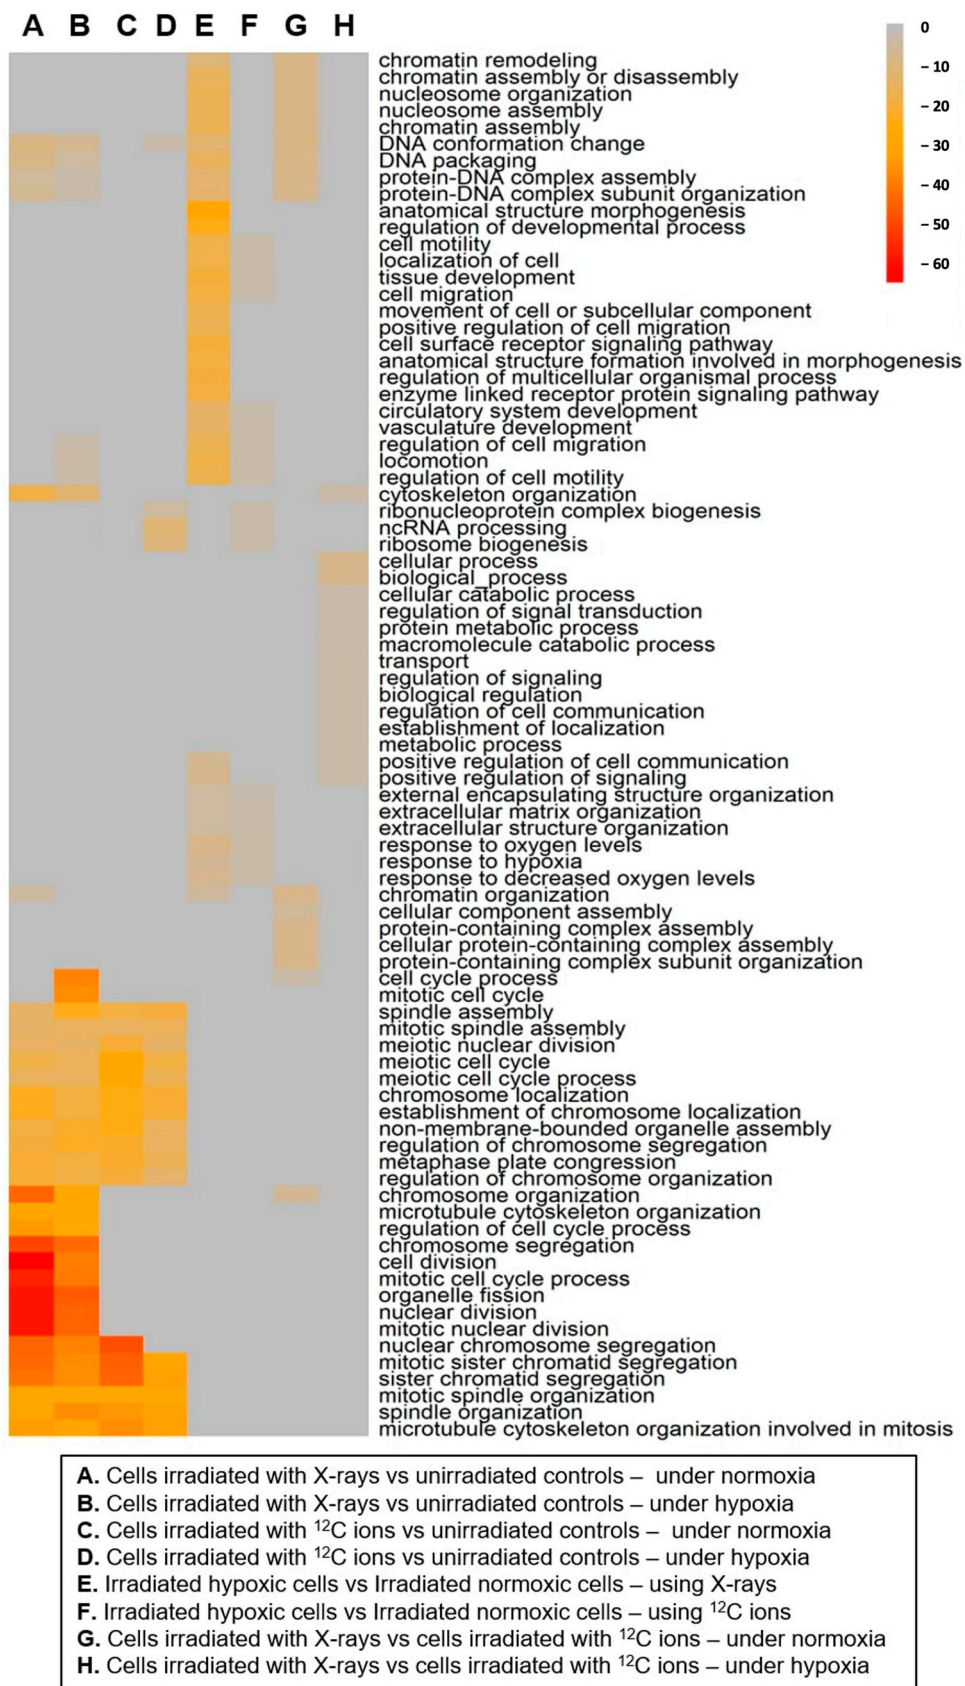 A B C D E F G H
0
– 10
– 20
– 30
– 40
– 50
– 60
chromatin remodeling
chromatin assembly or disassembly
nucleosome organization
nucleosome assembly
chromatin assembly
DNA conformation change
DNA packaging
protein-DNA complex assembly
protein-DNA complex subunit organization
anatomical structure morphogenesis
regulation of developmental process
cell motility
localization of cell
tissue development
cell migration
movement of cell or subcellular component
positive regulation of cell migration
cell surface receptor signaling pathway
anatomical structure formation involved in morphogenesis
regulation of multicellular organismal process
enzyme linked receptor protein signaling pathway
circulatory system development
vasculature development
regulation of cell migration
locomotion
regulation of cell motility
cytoskeleton organization
ribonucleoprotein complex biogenesis
ncRNA processing
ribosome biogenesis
cellular process
biological_process
cellular catabolic process
regulation of signal transduction
protein metabolic process
macromolecule catabolic process
transport
regulation of signaling
biological regulation
regulation of cell communication
establishment of localization
metabolic process
positive regulation of cell communication
positive regulation of signaling
external encapsulating structure organization
extracellular matrix organization
extracellular structure organization
response to oxygen levels
response to hypoxia
response to decreased oxygen levels
chromatin organization
cellular component assembly
protein-containing complex assembly
cellular protein-containing complex assembly
protein-containing complex subunit organization
cell cycle process
mitotic cell cycle
spindle assembly
mitotic spindle assembly
meiotic nuclear division
meiotic cell cycle
meiotic cell cycle process
chromosome localization
establishment of chromosome localization
non-membrane-bounded organelle assembly
regulation of chromosome segregation
metaphase plate congression
regulation of chromosome organization
chromosome organization
microtubule cytoskeleton organization
regulation of cell cycle process
chromosome segregation
cell division
mitotic cell cycle process
organelle fission
nuclear division
mitotic nuclear division
nuclear chromosome segregation
mitotic sister chromatid segregation
sister chromatid segregation
mitotic spindle organization
spindle organization
microtubule cytoskeleton organization involved in mitosis
A. Cells irradiated with X-rays vs unirradiated controls – under normoxia
B. Cells irradiated with X-rays vs unirradiated controls – under hypoxia
C. Cells irradiated with ¹²C ions vs unirradiated controls – under normoxia
D. Cells irradiated with ¹²C ions vs unirradiated controls – under hypoxia
E. Irradiated hypoxic cells vs Irradiated normoxic cells – using X-rays
F. Irradiated hypoxic cells vs Irradiated normoxic cells – using ¹²C ions
G. Cells irradiated with X-rays vs cells irradiated with ¹²C ions – under normoxia
H. Cells irradiated with X-rays vs cells irradiated with ¹²C ions – under hypoxia